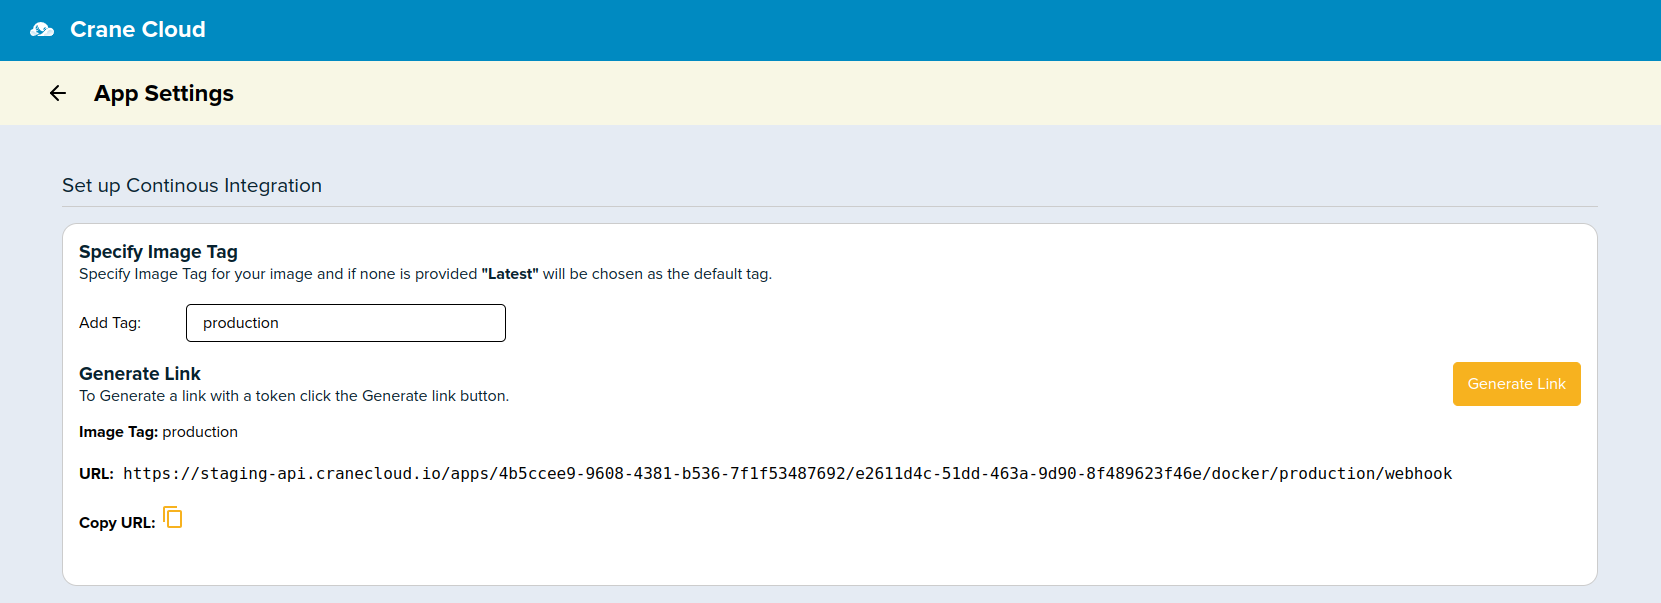 Crane Cloud
App Settings
Set up Continous Integration
Specify Image Tag
Specify Image Tag for your image and if none is provided "Latest" will be chosen as the default tag.
Add Tag: production
Generate Link
To Generate a link with a token click the Generate link button.
Generate Link
Image Tag: production
URL: https://staging-api.cranecloud.io/apps/4b5ccee9-9608-4381-b536-7f1f53487692/e2611d4c-51dd-463a-9d90-8f489623f46e/docker/production/webhook
Copy URL: